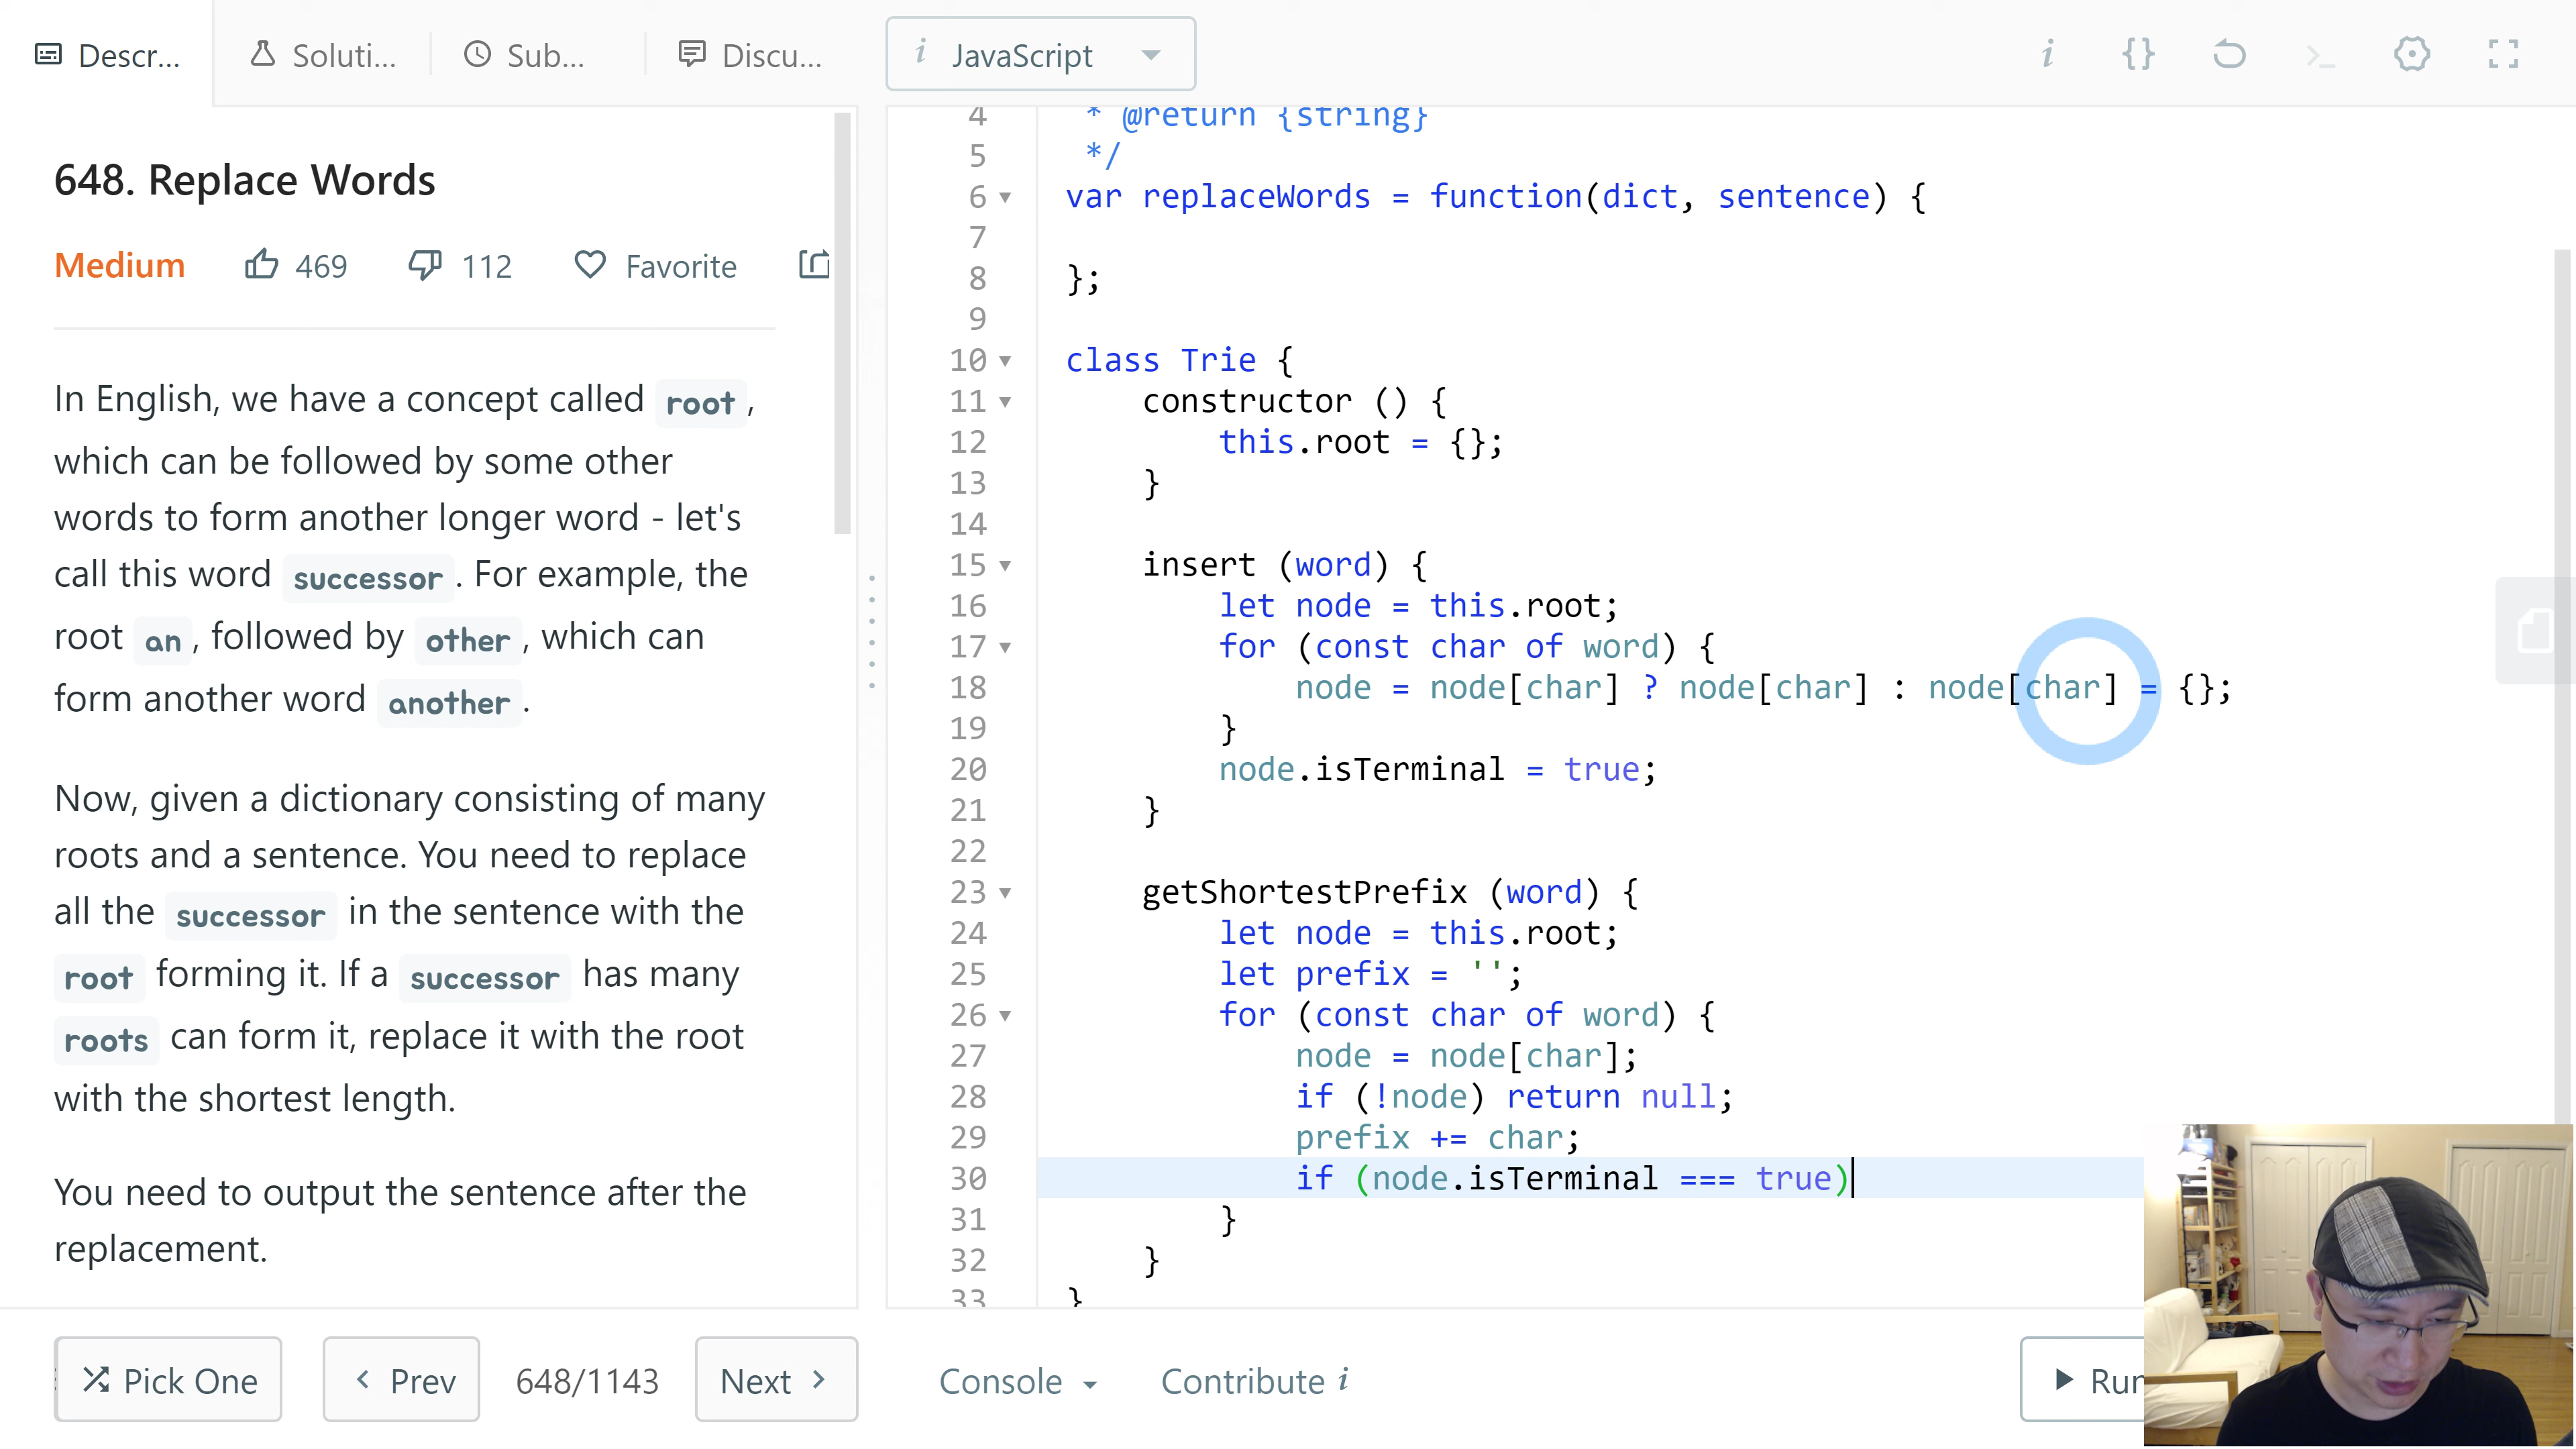 Descr...
Soluti...
Sub...
Discu...
i JavaScript
i {} >_
648. Replace Words
Medium 469 112 Favorite
In English, we have a concept called root,
which can be followed by some other
words to form another longer word - let's
call this word successor. For example, the
root an, followed by other, which can
form another word another.
Now, given a dictionary consisting of many
roots and a sentence. You need to replace
all the successor in the sentence with the
root forming it. If a successor has many
roots can form it, replace it with the root
with the shortest length.
You need to output the sentence after the
replacement.
Pick One
Prev
648/1143
Next
4 * @return {string}
5 */
6 var replaceWords = function(dict, sentence) {
7
8 };
9
10 class Trie {
11 constructor () {
12 this.root = {};
13 }
14
15 insert (word) {
16 let node = this.root;
17 for (const char of word) {
18 node = node[char] ? node[char] : node[char] = {};
19 }
20 node.isTerminal = true;
21 }
22
23 getShortestPrefix (word) {
24 let node = this.root;
25 let prefix = '';
26 for (const char of word) {
27 node = node[char];
28 if (!node) return null;
29 prefix += char;
30 if (node.isTerminal === true)
31 }
32 }
33 }
Console
Contribute i
Run